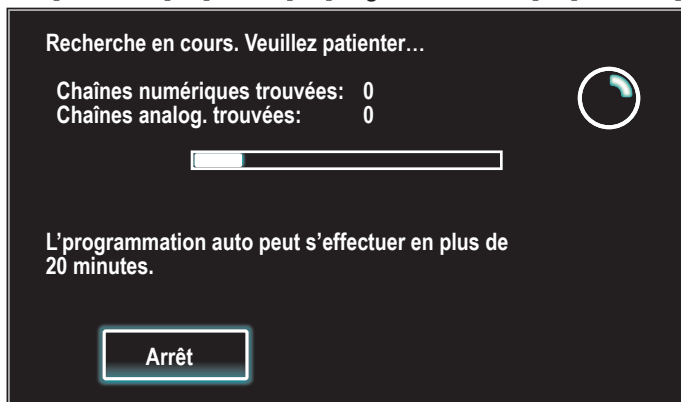 Recherche en cours. Veuillez patienter…
Chaînes numériques trouvées: 0
Chaînes analog. trouvées: 0
L’programmation auto peut s’effectuer en plus de
20 minutes.
Arrêt